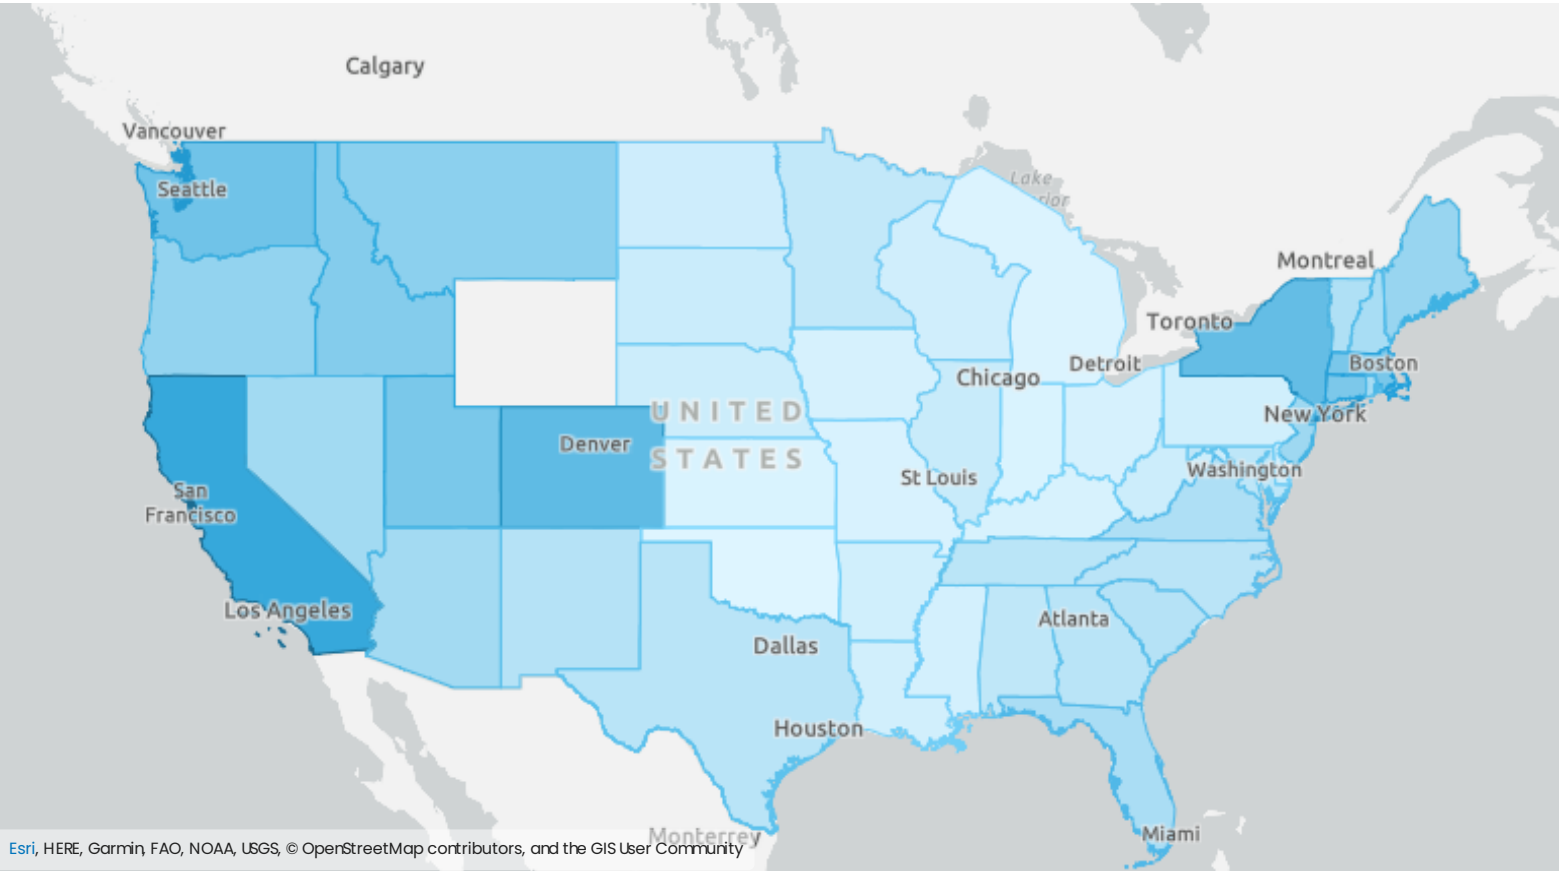 Calgary
Vancouver
Seattle
Lake
Montreal
Toronto
Boston
Detroit
Chicago
New York
UNITED
Denver
STATES
Washington
St Louis
San
Francisco
Los Angeles
Atlanta
Dallas
Houston
Miami
Monterrey
Esri, HERE, Garmin, FAO, NOAA, USGS, © OpenStreetMap contributors, and the GIS User Community